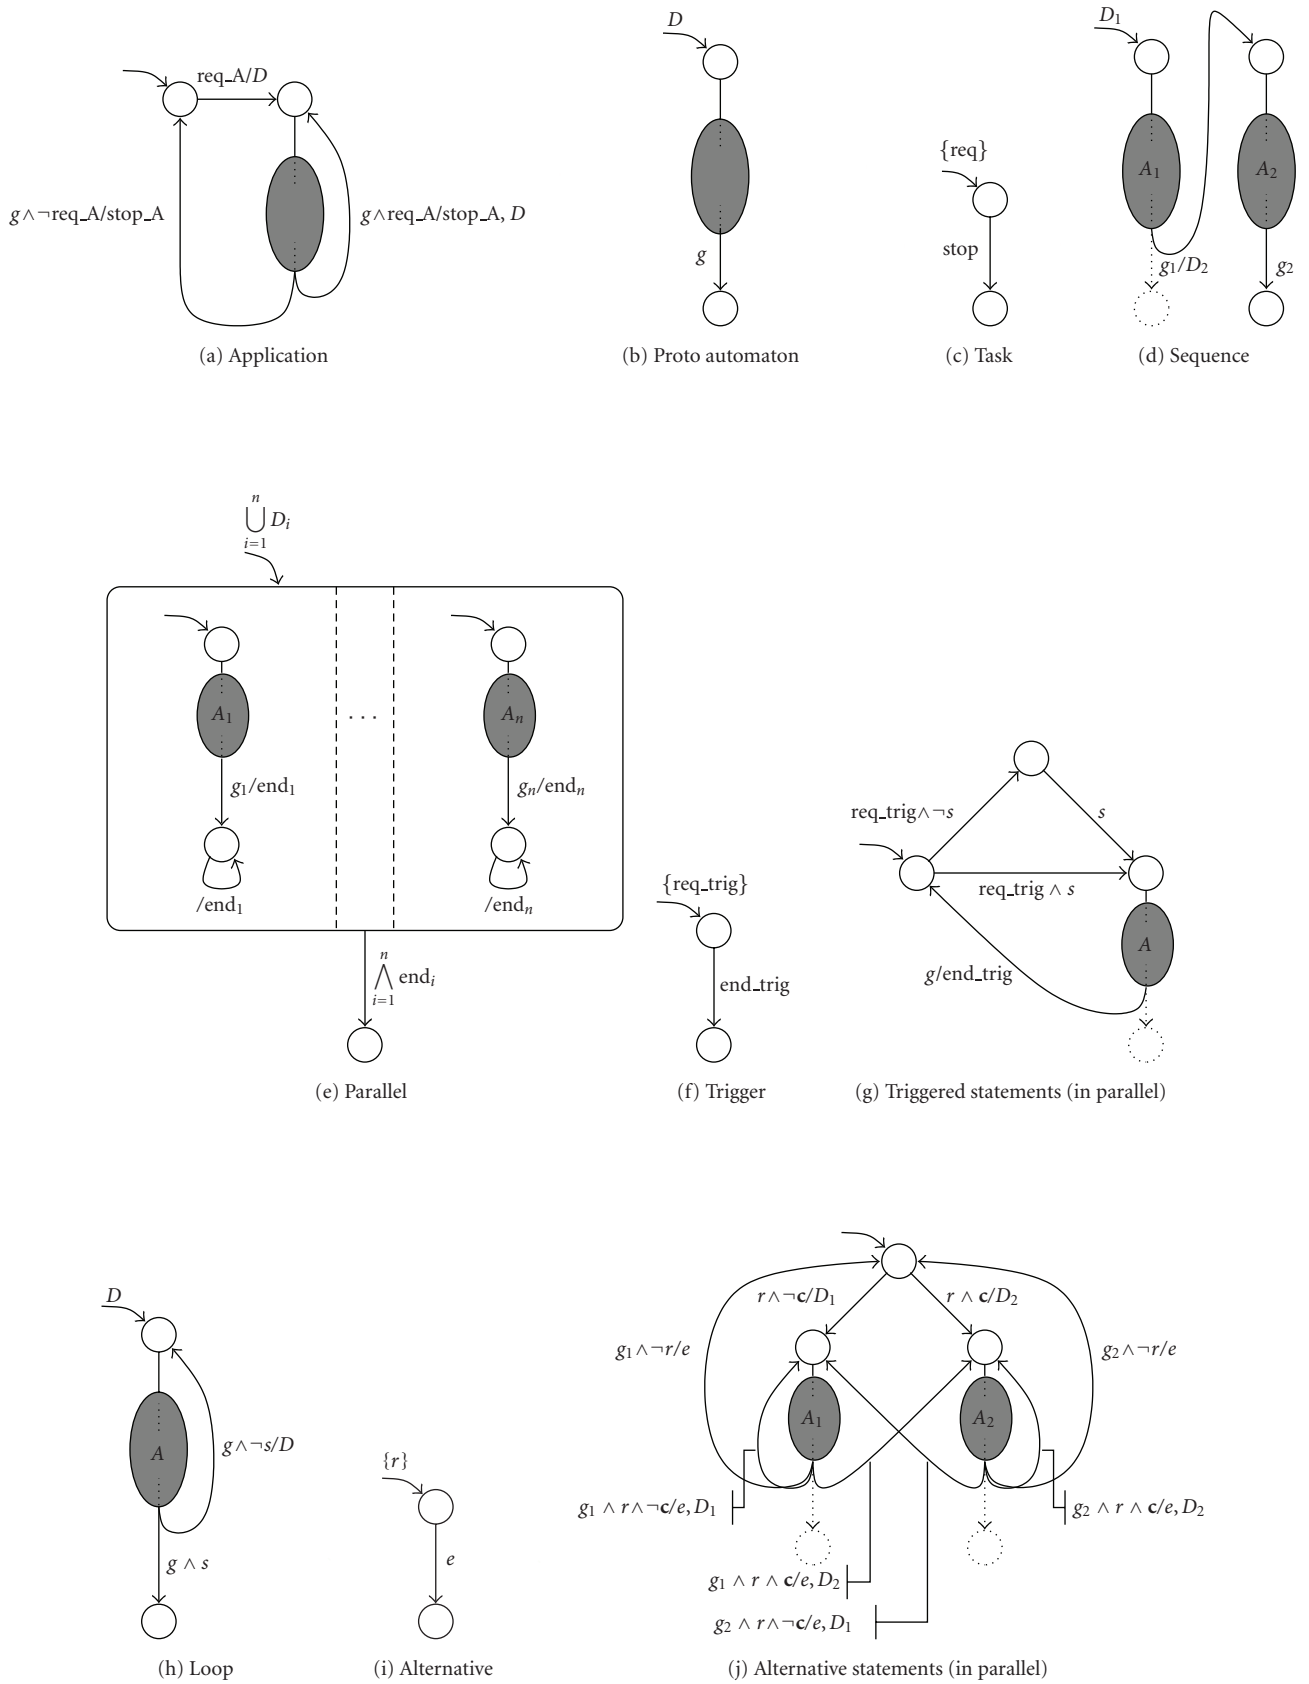 req_A/D
g∧¬req_A/stop_A
g∧req_A/stop_A, D
(a) Application
D
g
(b) Proto automaton
{req}
stop
(c) Task
D₁
A₁
A₂
g₁/D₂
g₂
(d) Sequence
n
⋃ Dᵢ
i=1
A₁
· · ·
Aₙ
g₁/end₁
gₙ/endₙ
/end₁
/endₙ
n
⋀ endᵢ
i=1
(e) Parallel
{req_trig}
end_trig
(f) Trigger
req_trig∧¬s
s
req_trig ∧ s
A
g/end_trig
(g) Triggered statements (in parallel)
D
A
g∧¬s/D
g ∧ s
(h) Loop
{r}
e
(i) Alternative
r∧¬c/D₁
r ∧ c/D₂
g₁∧¬r/e
g₂∧¬r/e
A₁
A₂
g₁ ∧ r∧¬c/e, D₁
g₂ ∧ r ∧ c/e, D₂
g₁ ∧ r ∧ c/e, D₂
g₂ ∧ r∧¬c/e, D₁
(j) Alternative statements (in parallel)